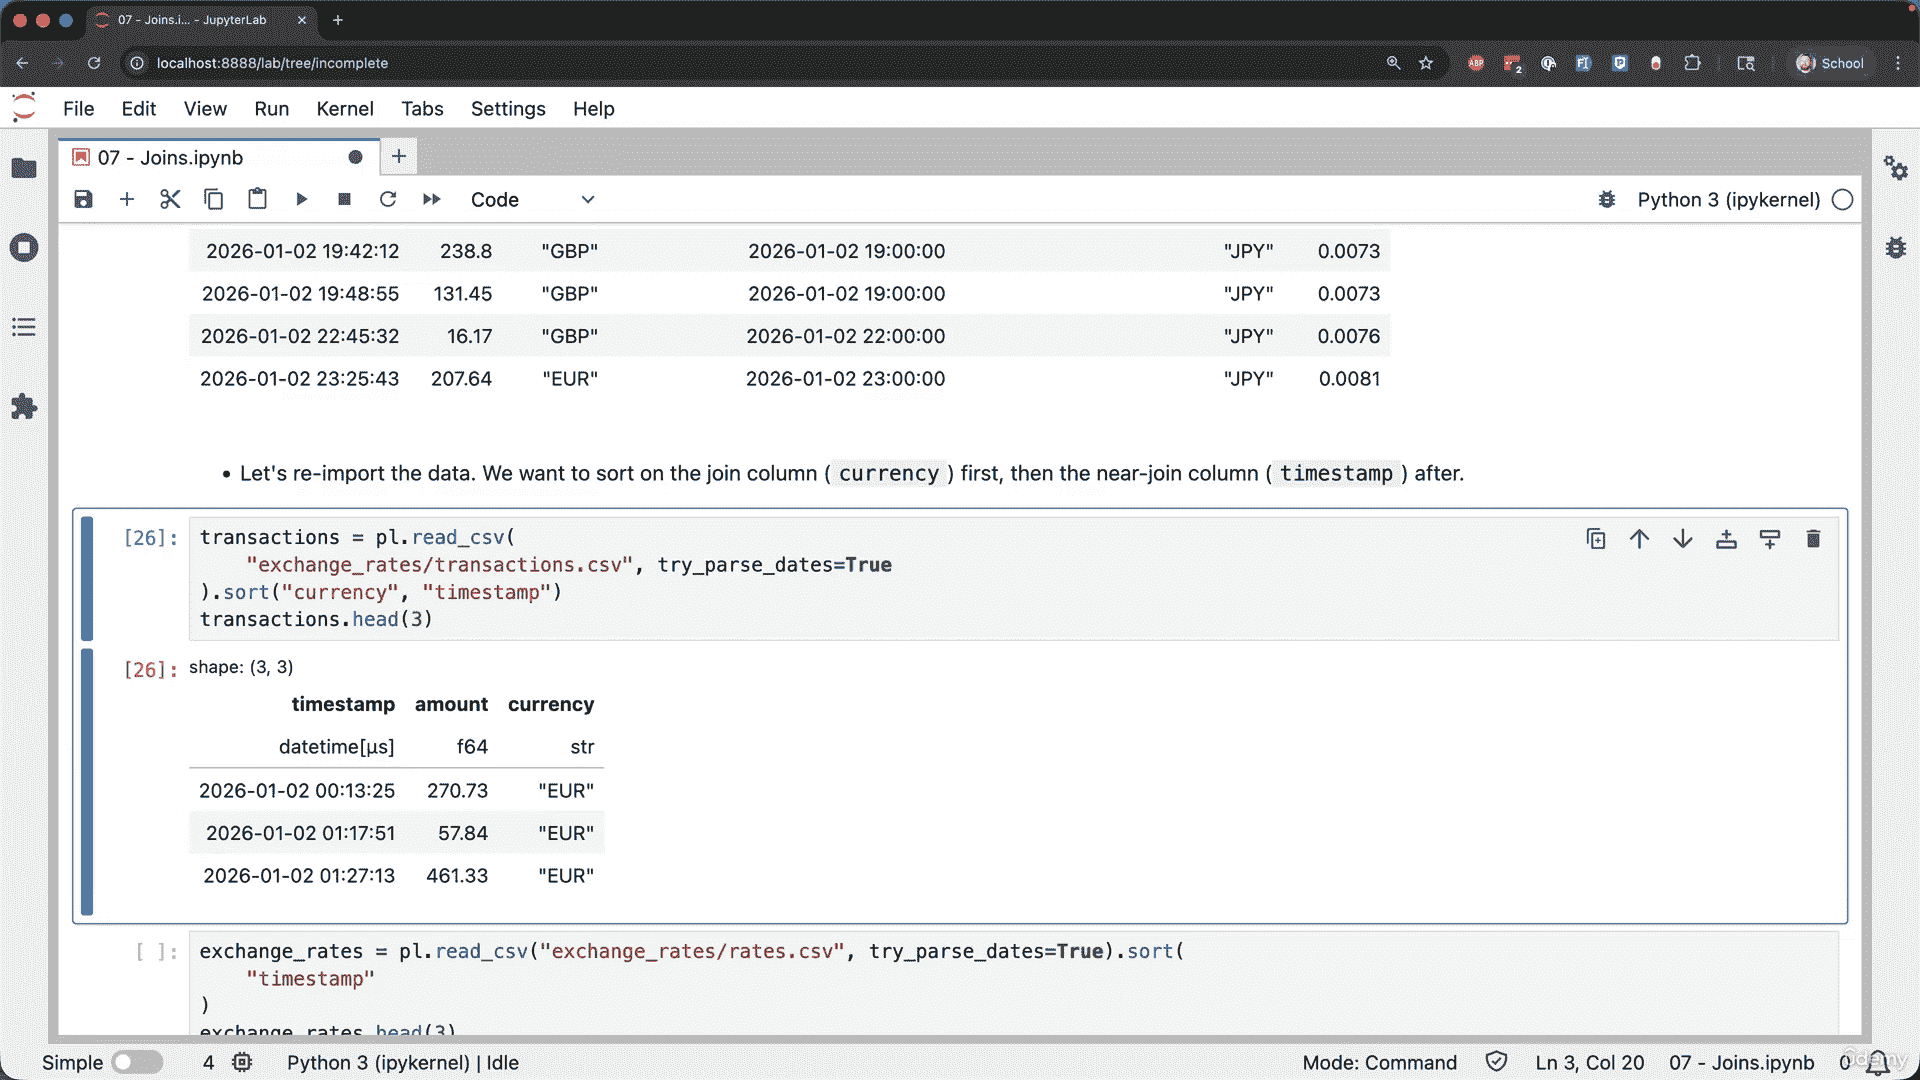 07 - Joins.i... - JupyterLab
localhost:8888/lab/tree/incomplete
ABP
2
School
File Edit View Run Kernel Tabs Settings Help
07 - Joins.ipynb
Code
Python 3 (ipykernel)
2026-01-02 19:42:12 238.8 "GBP" 2026-01-02 19:00:00 "JPY" 0.0073
2026-01-02 19:48:55 131.45 "GBP" 2026-01-02 19:00:00 "JPY" 0.0073
2026-01-02 22:45:32 16.17 "GBP" 2026-01-02 22:00:00 "JPY" 0.0076
2026-01-02 23:25:43 207.64 "EUR" 2026-01-02 23:00:00 "JPY" 0.0081
• Let's re-import the data. We want to sort on the join column ( currency ) first, then the near-join column ( timestamp ) after.
[26]: transactions = pl.read_csv(
"exchange_rates/transactions.csv", try_parse_dates=True
).sort("currency", "timestamp")
transactions.head(3)
[26]: shape: (3, 3)
timestamp amount currency
datetime[μs] f64 str
2026-01-02 00:13:25 270.73 "EUR"
2026-01-02 01:17:51 57.84 "EUR"
2026-01-02 01:27:13 461.33 "EUR"
[ ]: exchange_rates = pl.read_csv("exchange_rates/rates.csv", try_parse_dates=True).sort(
"timestamp"
)
exchange_rates.head(3)
Simple 4 Python 3 (ipykernel) | Idle Mode: Command Ln 3, Col 20 07 - Joins.ipynb 0
udemy